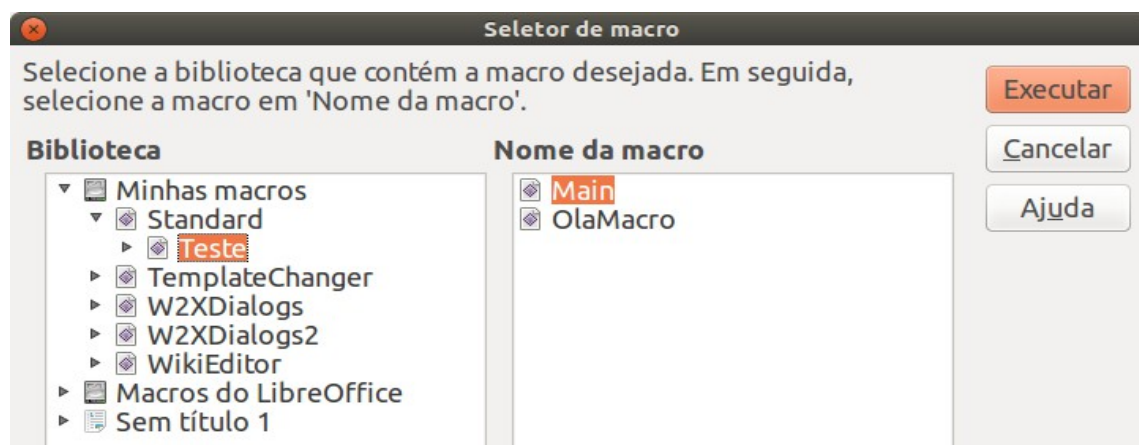 Seletor de macro
Selecione a biblioteca que contém a macro desejada. Em seguida,
selecione a macro em 'Nome da macro'.
Executar
Cancelar
Ajuda
Biblioteca
Minhas macros
Standard
Teste
TemplateChanger
W2XDialogs
W2XDialogs2
WikiEditor
Macros do LibreOffice
Sem título 1
Nome da macro
Main
OlaMacro